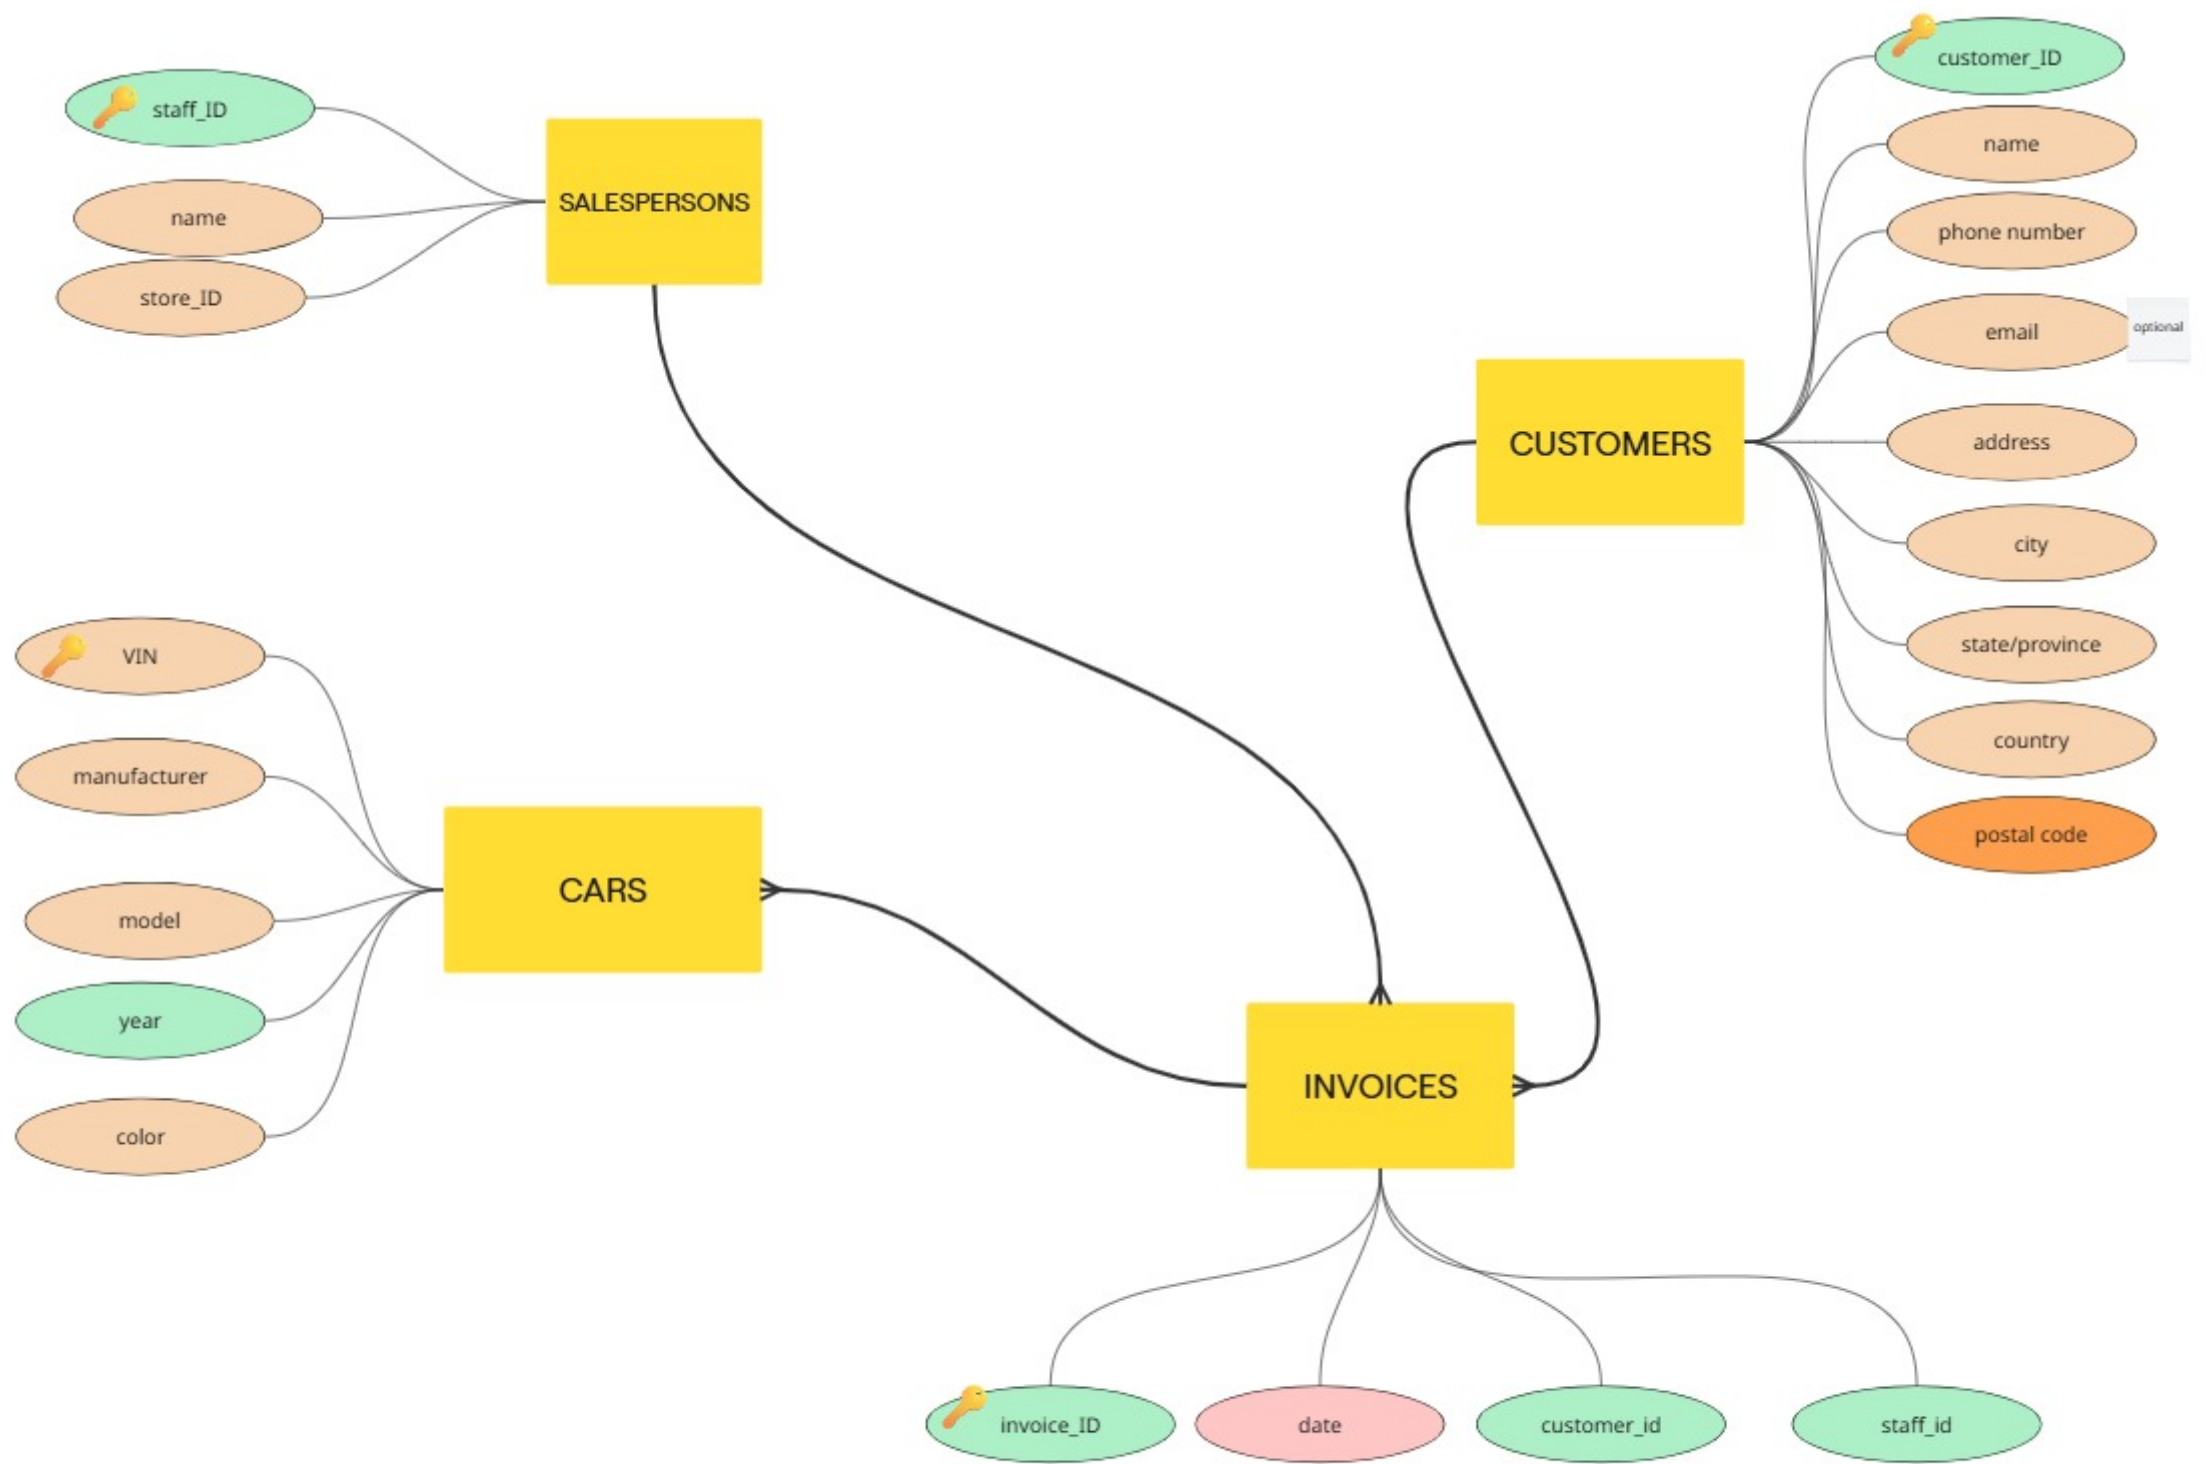 staff_ID
name
store_ID
SALESPERSONS
customer_ID
name
phone number
email
optional
address
city
state/province
country
postal code
CUSTOMERS
VIN
manufacturer
model
year
color
CARS
INVOICES
invoice_ID
date
customer_id
staff_id